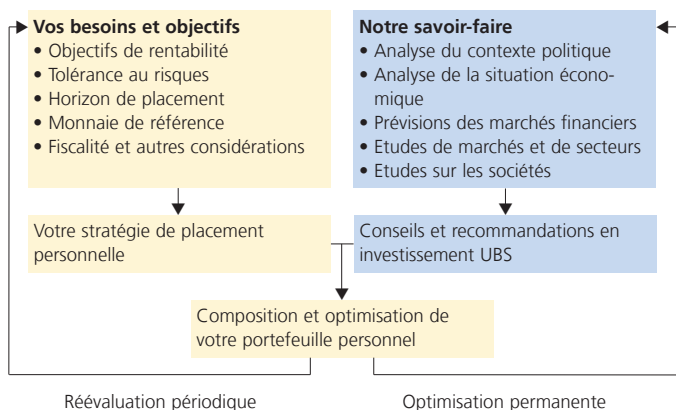 Vos besoins et objectifs
• Objectifs de rentabilité
• Tolérance au risques
• Horizon de placement
• Monnaie de référence
• Fiscalité et autres considérations
Notre savoir-faire
• Analyse du contexte politique
• Analyse de la situation écono-
mique
• Prévisions des marchés financiers
• Etudes de marchés et de secteurs
• Etudes sur les sociétés
Votre stratégie de placement
personnelle
Conseils et recommandations en
investissement UBS
Composition et optimisation de
votre portefeuille personnel
Réévaluation périodique
Optimisation permanente